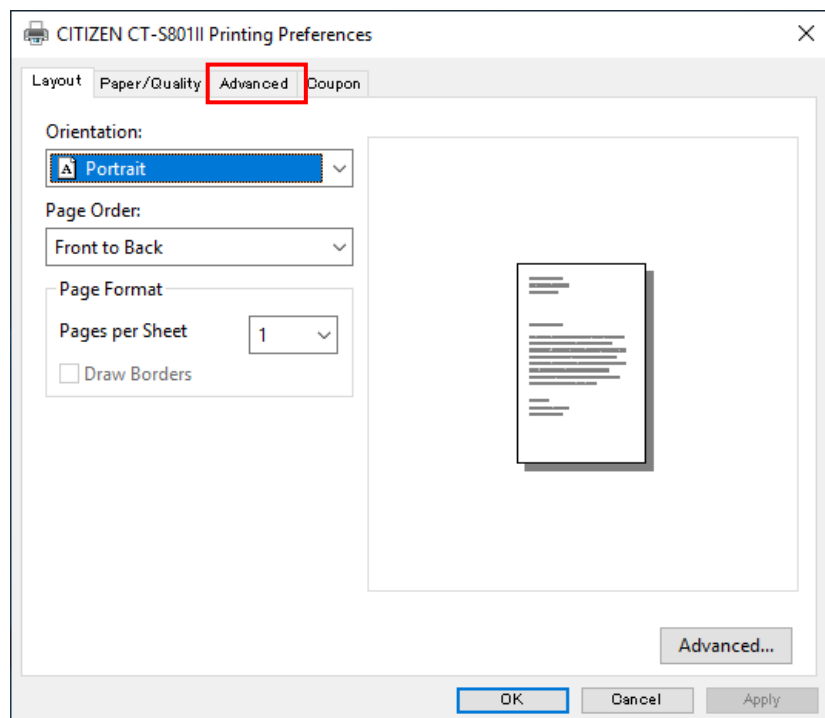 CITIZEN CT-S801II Printing Preferences
Layout Paper/Quality Advanced Coupon
Orientation:
A Portrait
Page Order:
Front to Back
Page Format
Pages per Sheet 1
Draw Borders
Advanced...
OK Cancel Apply